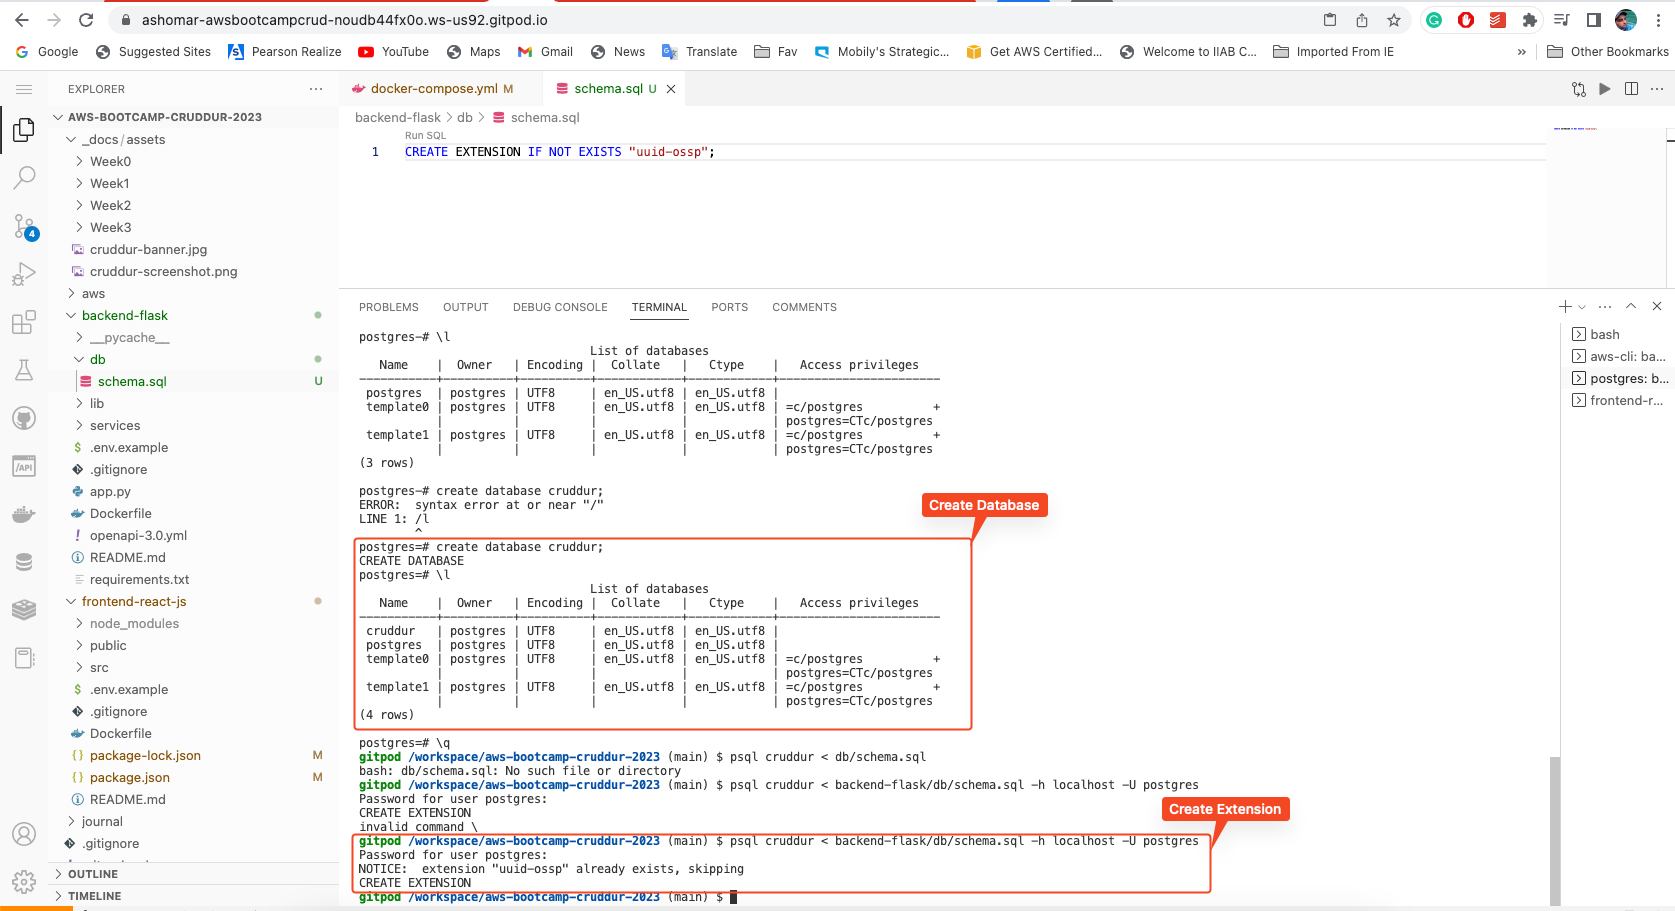 ashomar-awsbootcampcrud-noudb44fx0o.ws-us92.gitpod.io
Google Suggested Sites Pearson Realize YouTube Maps Gmail News Translate Fav Mobily's Strategic... Get AWS Certified... Welcome to IIAB C... Imported From IE » Other Bookmarks
EXPLORER
AWS-BOOTCAMP-CRUDDUR-2023
_docs / assets
Week0
Week1
Week2
Week3
cruddur-banner.jpg
cruddur-screenshot.png
aws
backend-flask
__pycache__
db
schema.sql U
lib
services
$ .env.example
.gitignore
app.py
Dockerfile
! openapi-3.0.yml
README.md
requirements.txt
frontend-react-js
node_modules
public
src
$ .env.example
.gitignore
Dockerfile
{} package-lock.json M
{} package.json M
README.md
journal
.gitignore
OUTLINE
TIMELINE
4
/API
docker-compose.yml M
schema.sql U
backend-flask > db > schema.sql
Run SQL
1 CREATE EXTENSION IF NOT EXISTS "uuid-ossp";
PROBLEMS OUTPUT DEBUG CONSOLE TERMINAL PORTS COMMENTS
bash
aws-cli: ba...
postgres: b...
frontend-r...
postgres-# \l
List of databases
Name | Owner | Encoding | Collate | Ctype | Access privileges
-----------+----------+----------+------------+------------+-----------------------
postgres | postgres | UTF8 | en_US.utf8 | en_US.utf8 |
template0 | postgres | UTF8 | en_US.utf8 | en_US.utf8 | =c/postgres +
| | | | | postgres=CTc/postgres
template1 | postgres | UTF8 | en_US.utf8 | en_US.utf8 | =c/postgres +
| | | | | postgres=CTc/postgres
(3 rows)
postgres-# create database cruddur;
ERROR: syntax error at or near "/"
LINE 1: /l
^
Create Database
postgres=# create database cruddur;
CREATE DATABASE
postgres=# \l
List of databases
Name | Owner | Encoding | Collate | Ctype | Access privileges
-----------+----------+----------+------------+------------+-----------------------
cruddur | postgres | UTF8 | en_US.utf8 | en_US.utf8 |
postgres | postgres | UTF8 | en_US.utf8 | en_US.utf8 |
template0 | postgres | UTF8 | en_US.utf8 | en_US.utf8 | =c/postgres +
| | | | | postgres=CTc/postgres
template1 | postgres | UTF8 | en_US.utf8 | en_US.utf8 | =c/postgres +
| | | | | postgres=CTc/postgres
(4 rows)
postgres=# \q
gitpod /workspace/aws-bootcamp-cruddur-2023 (main) $ psql cruddur < db/schema.sql
bash: db/schema.sql: No such file or directory
gitpod /workspace/aws-bootcamp-cruddur-2023 (main) $ psql cruddur < backend-flask/db/schema.sql -h localhost -U postgres
Password for user postgres:
CREATE EXTENSION
invalid command \
Create Extension
gitpod /workspace/aws-bootcamp-cruddur-2023 (main) $ psql cruddur < backend-flask/db/schema.sql -h localhost -U postgres
Password for user postgres:
NOTICE: extension "uuid-ossp" already exists, skipping
CREATE EXTENSION
gitpod /workspace/aws-bootcamp-cruddur-2023 (main) $